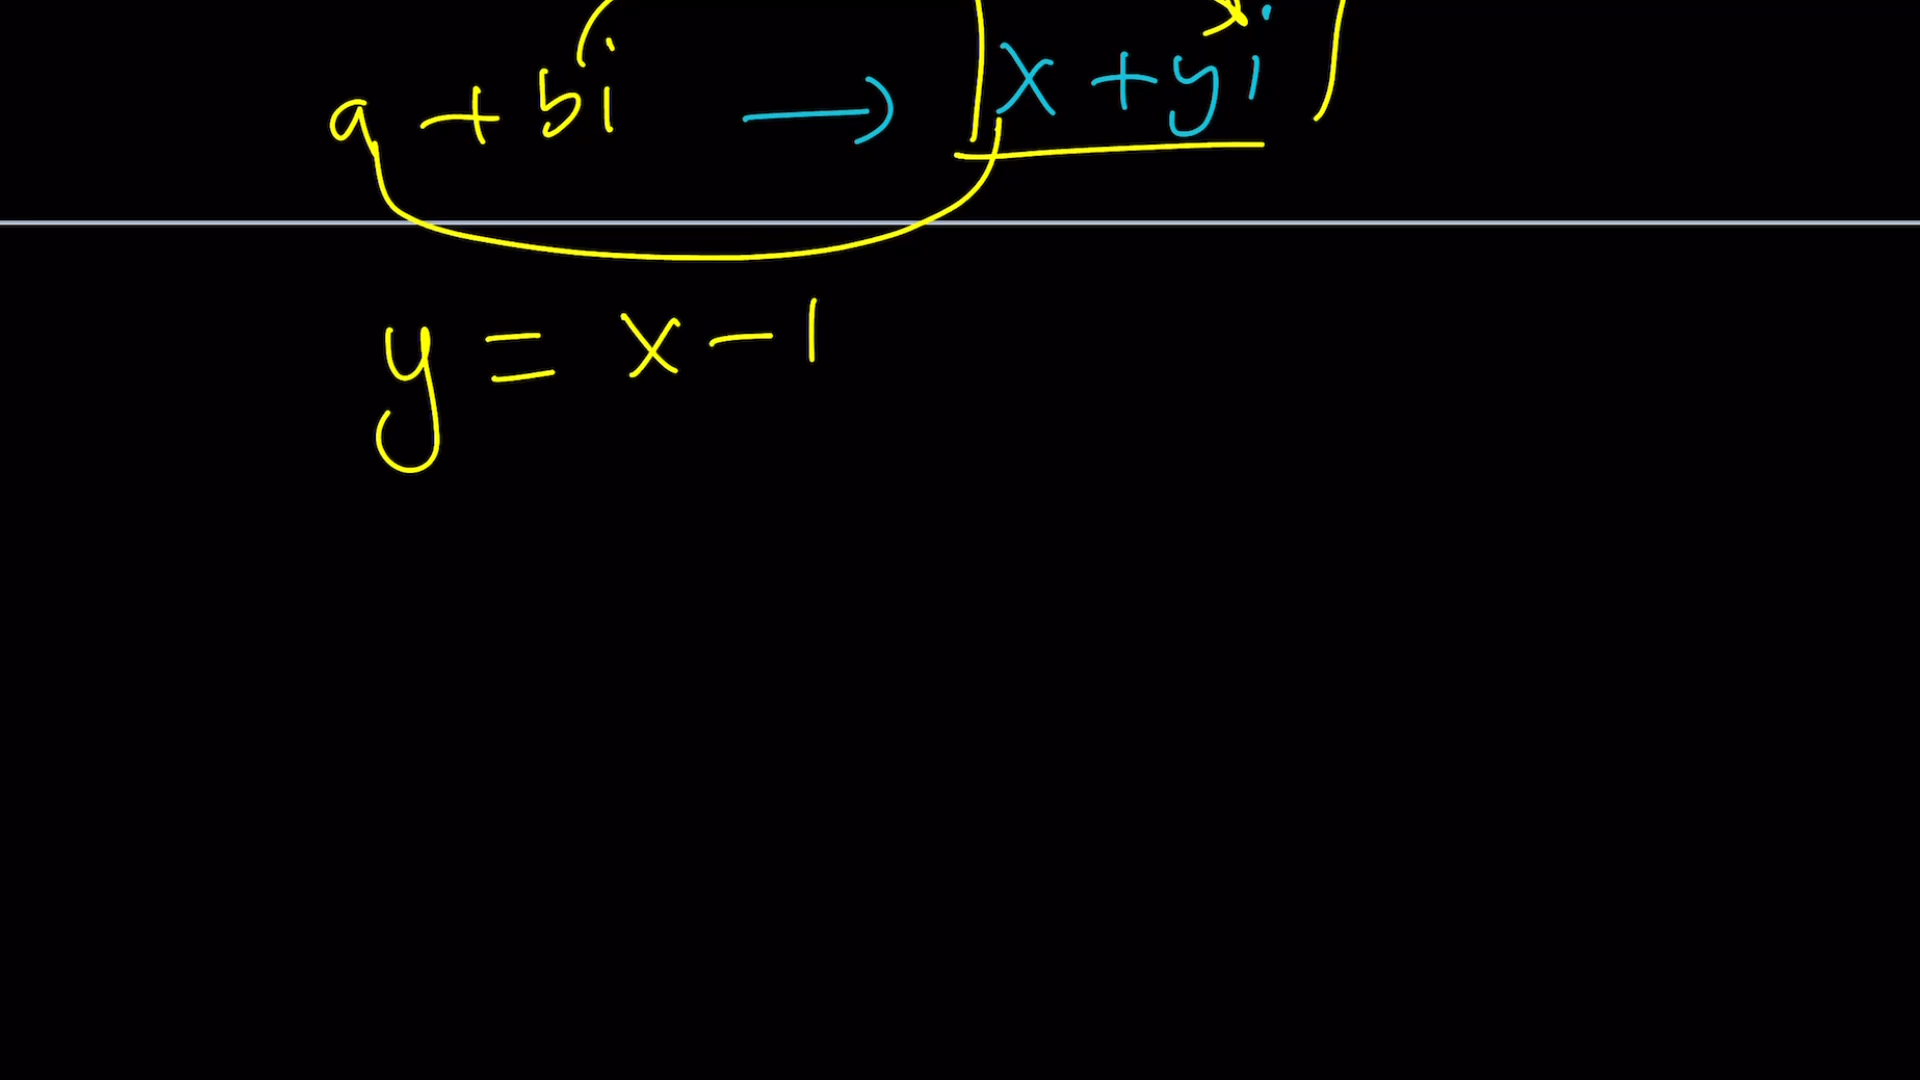 a + bi → x + yi
y = x - 1